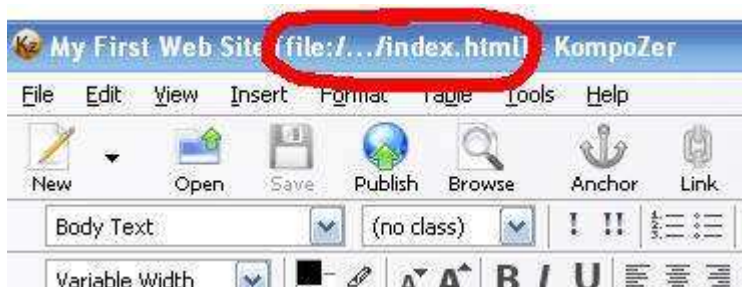 Kz My First Web Site [file:/.../index.html] - KompoZer
File Edit View Insert Format Table Tools Help
New Open Save Publish Browse Anchor Link
Body Text (no class) ! !!
Variable Width A A B I U